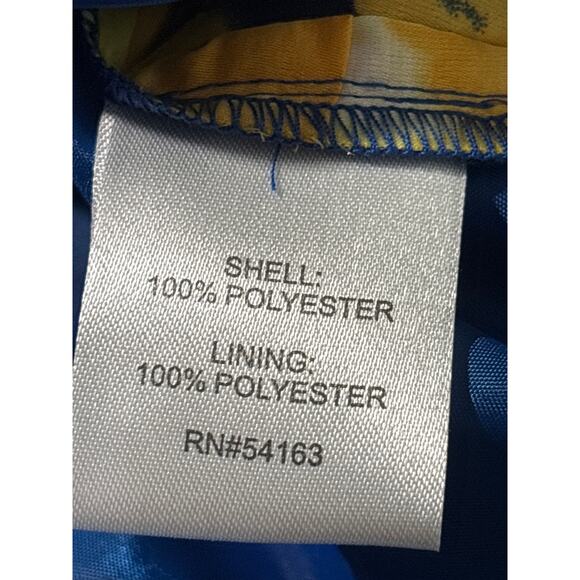 SHELL:
100% POLYESTER
LINING:
100% POLYESTER
RN#54163